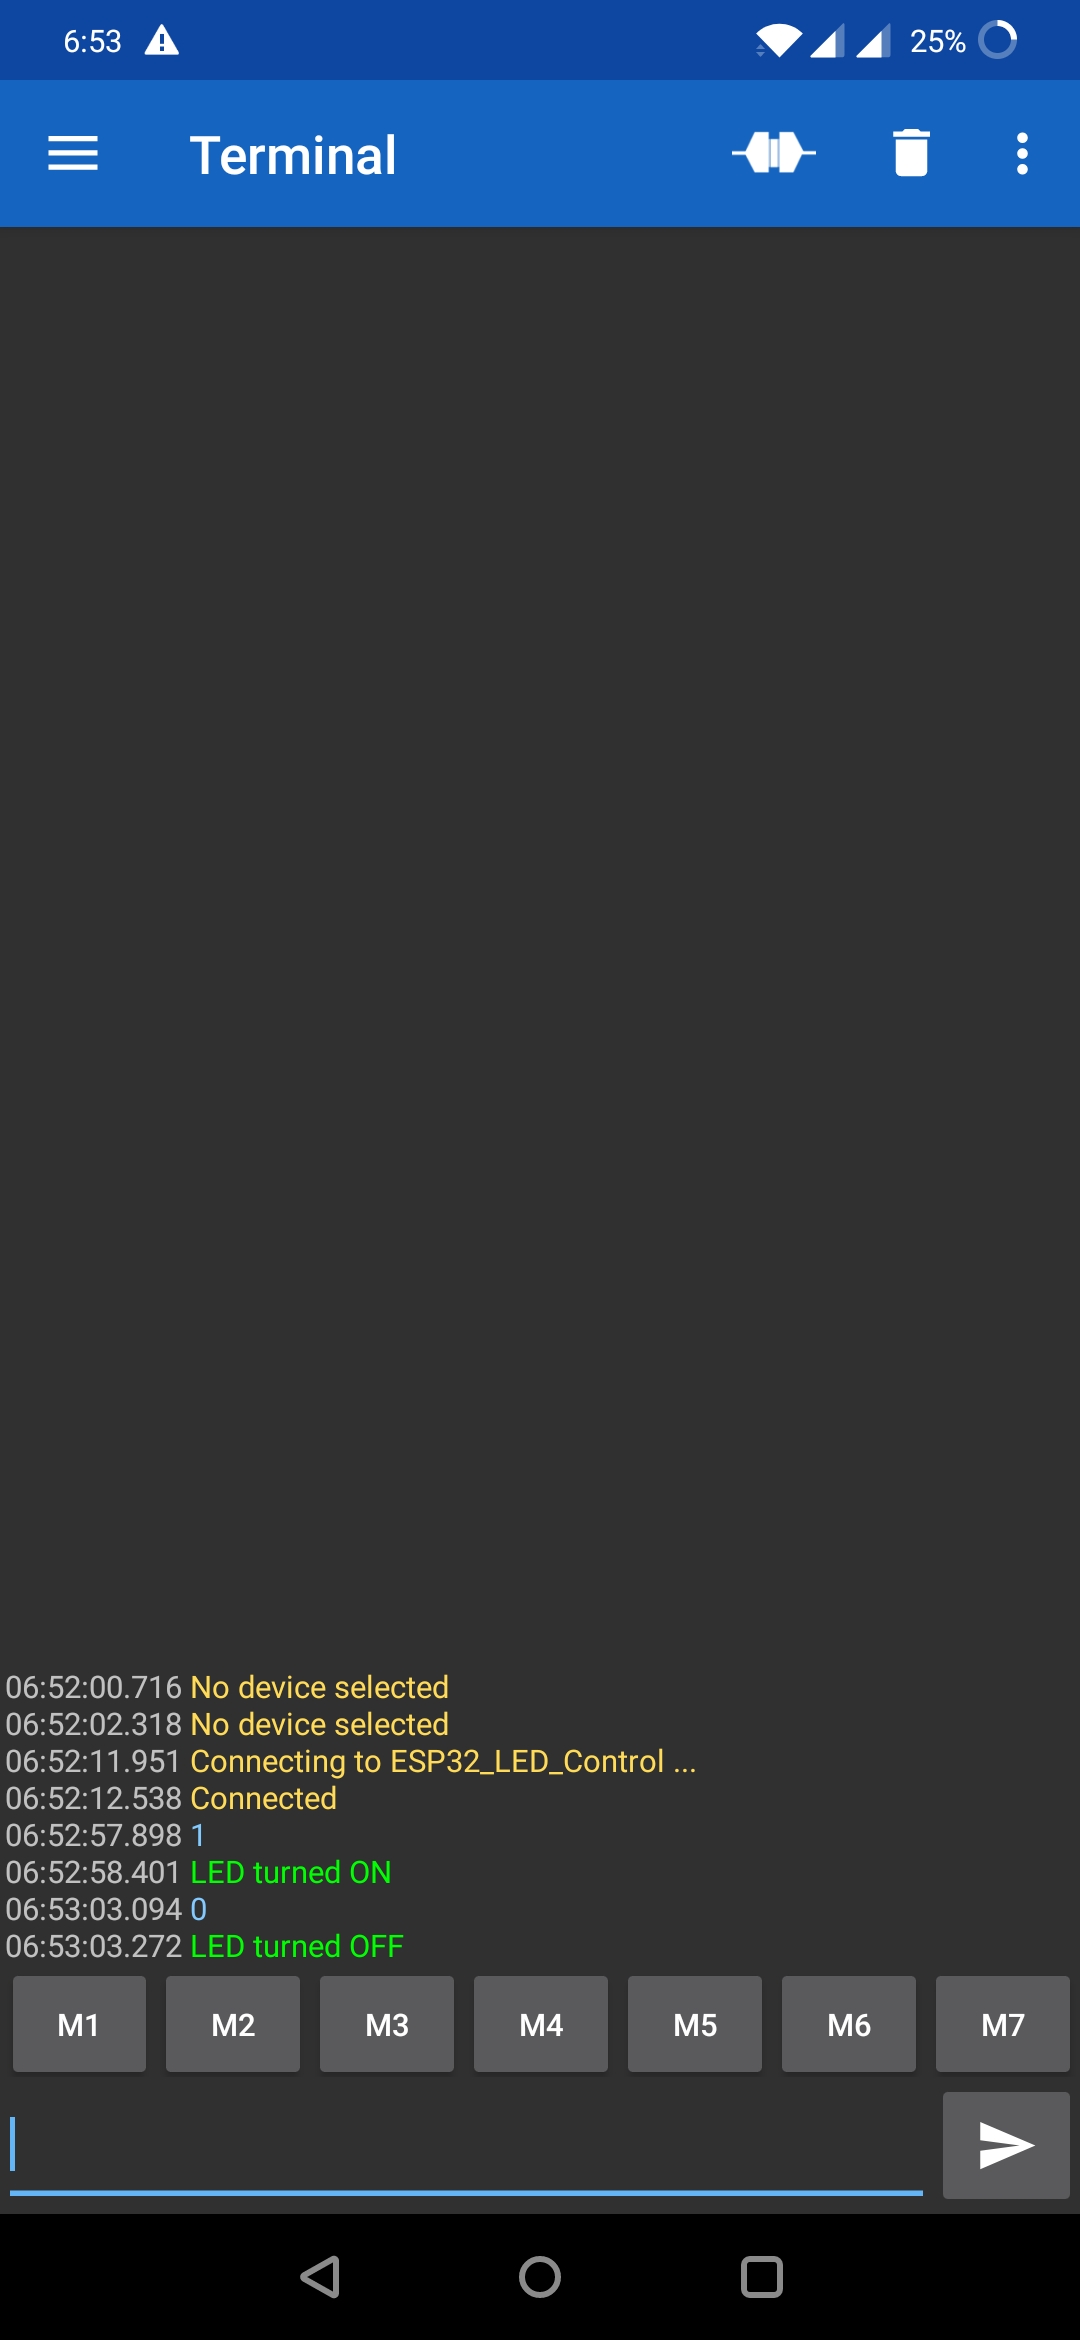 6:53 25%
Terminal
06:52:00.716 No device selected
06:52:02.318 No device selected
06:52:11.951 Connecting to ESP32_LED_Control ...
06:52:12.538 Connected
06:52:57.898 1
06:52:58.401 LED turned ON
06:53:03.094 0
06:53:03.272 LED turned OFF
M1 M2 M3 M4 M5 M6 M7